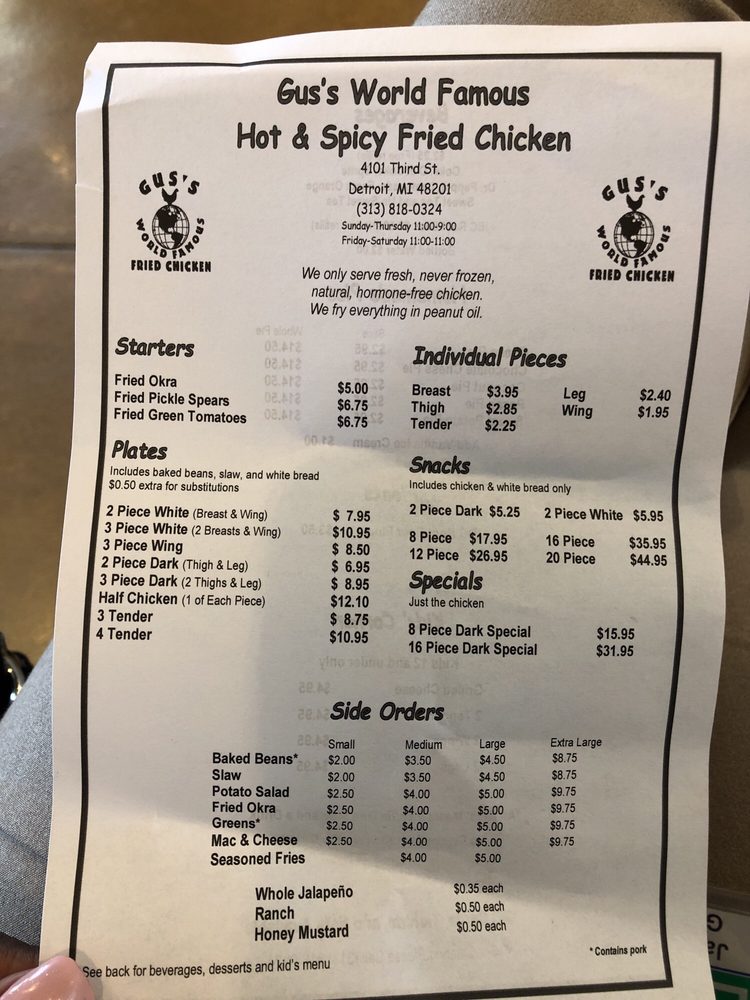 Gus's World Famous
Hot & Spicy Fried Chicken
4101 Third St.
Detroit, MI 48201
(313) 818-0324
Sunday-Thursday 11:00-9:00
Friday-Saturday 11:00-11:00
GUS'S
WORLD FAMOUS
FRIED CHICKEN
GUS'S
WORLD FAMOUS
FRIED CHICKEN
We only serve fresh, never frozen,
natural, hormone-free chicken.
We fry everything in peanut oil.
Starters
Fried Okra $5.00
Fried Pickle Spears $6.75
Fried Green Tomatoes $6.75
Individual Pieces
Breast $3.95 Leg $2.40
Thigh $2.85 Wing $1.95
Tender $2.25
Plates
Includes baked beans, slaw, and white bread
$0.50 extra for substitutions
2 Piece White (Breast & Wing) $ 7.95
3 Piece White (2 Breasts & Wing) $10.95
3 Piece Wing $ 8.50
2 Piece Dark (Thigh & Leg) $ 6.95
3 Piece Dark (2 Thighs & Leg) $ 8.95
Half Chicken (1 of Each Piece) $12.10
3 Tender $ 8.75
4 Tender $10.95
Snacks
Includes chicken & white bread only
2 Piece Dark $5.25 2 Piece White $5.95
8 Piece $17.95 16 Piece $35.95
12 Piece $26.95 20 Piece $44.95
Specials
Just the chicken
8 Piece Dark Special $15.95
16 Piece Dark Special $31.95
Side Orders
Small Medium Large Extra Large
Baked Beans* $2.00 $3.50 $4.50 $8.75
Slaw $2.00 $3.50 $4.50 $8.75
Potato Salad $2.50 $4.00 $5.00 $9.75
Fried Okra $2.50 $4.00 $5.00 $9.75
Greens* $2.50 $4.00 $5.00 $9.75
Mac & Cheese $2.50 $4.00 $5.00 $9.75
Seasoned Fries $4.00 $5.00
Whole Jalapeño $0.35 each
Ranch $0.50 each
Honey Mustard $0.50 each
* Contains pork
See back for beverages, desserts and kid's menu